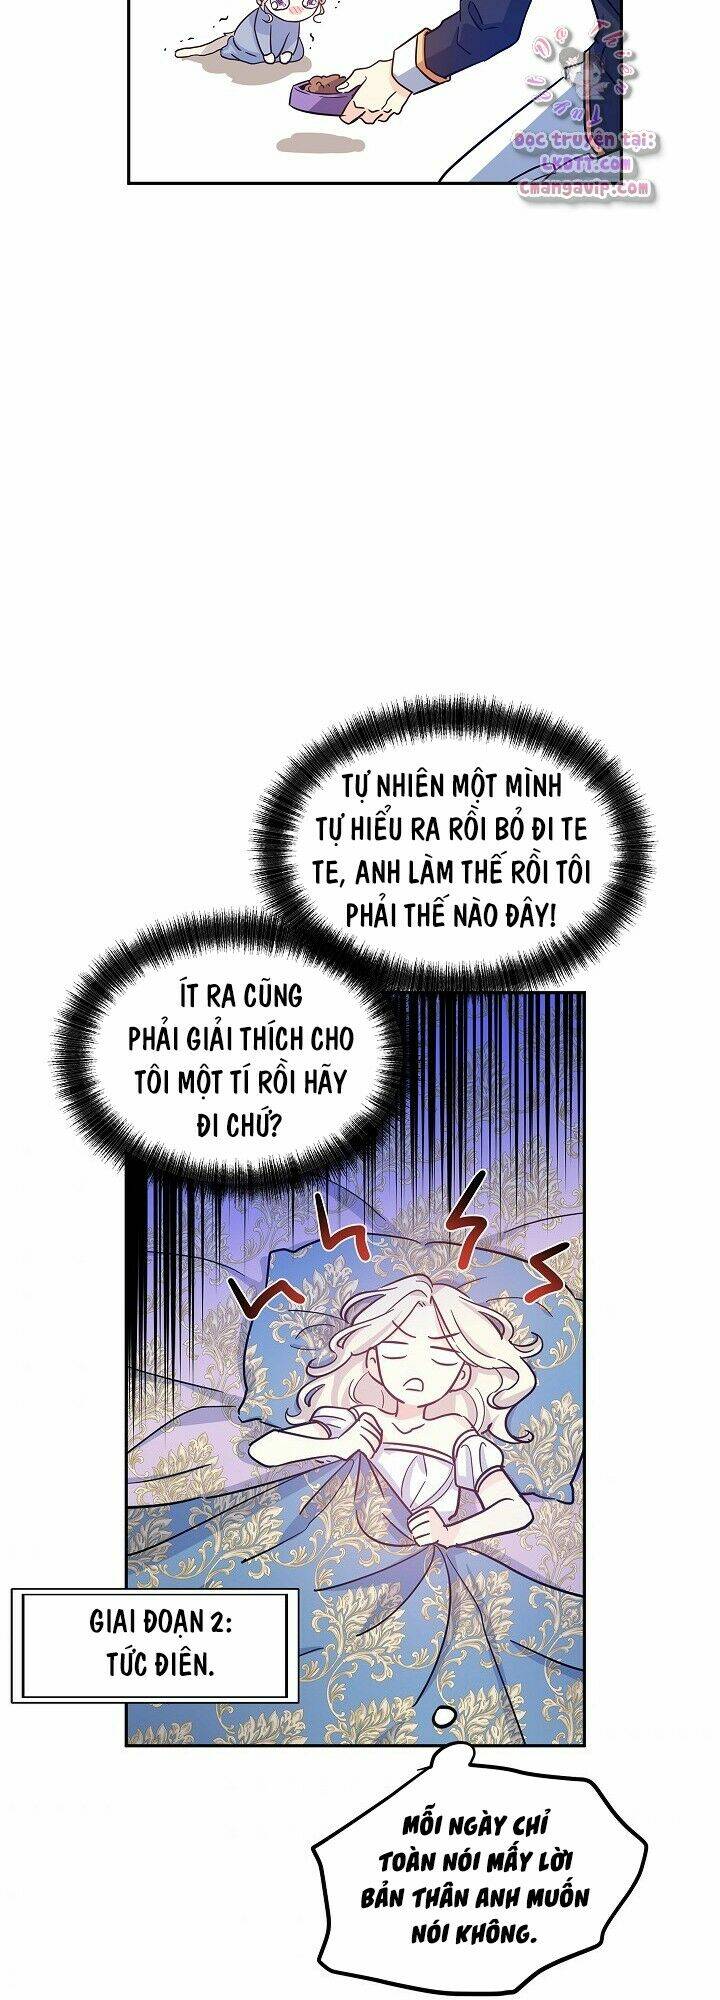 Dạ Thiên
Đọc truyện tại:
Cmangavip.com
TỰ NHIÊN MỘT MÌNH
TỰ HIỂU RA RỒI BỎ ĐI TE
TE, ANH LÀM THẾ RỒI TÔI
PHẢI THẾ NÀO ĐÂY!
ÍT RA CŨNG
PHẢI GIẢI THÍCH CHO
TÔI MỘT TÍ RỒI HÃY
ĐI CHỨ?
GIAI ĐOẠN 2:
TỨC ĐIÊN.
MỖI NGÀY CHỈ
TOÀN NÓI MẤY LỜI
BẢN THÂN ANH MUỐN
NÓI KHÔNG.